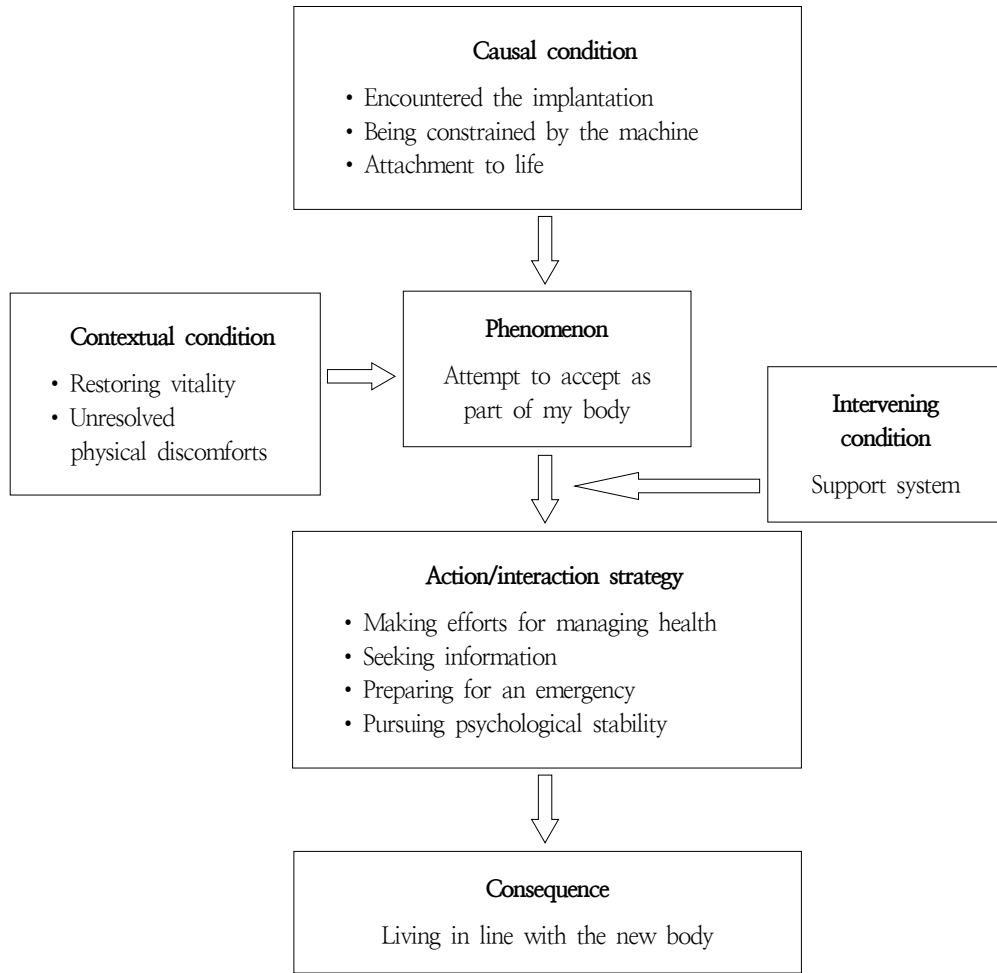 Causal condition
• Encountered the implantation
• Being constrained by the machine
• Attachment to life
Contextual condition
• Restoring vitality
• Unresolved
physical discomforts
Phenomenon
Attempt to accept as
part of my body
Intervening
condition
Support system
Action/interaction strategy
• Making efforts for managing health
• Seeking information
• Preparing for an emergency
• Pursuing psychological stability
Consequence
Living in line with the new body